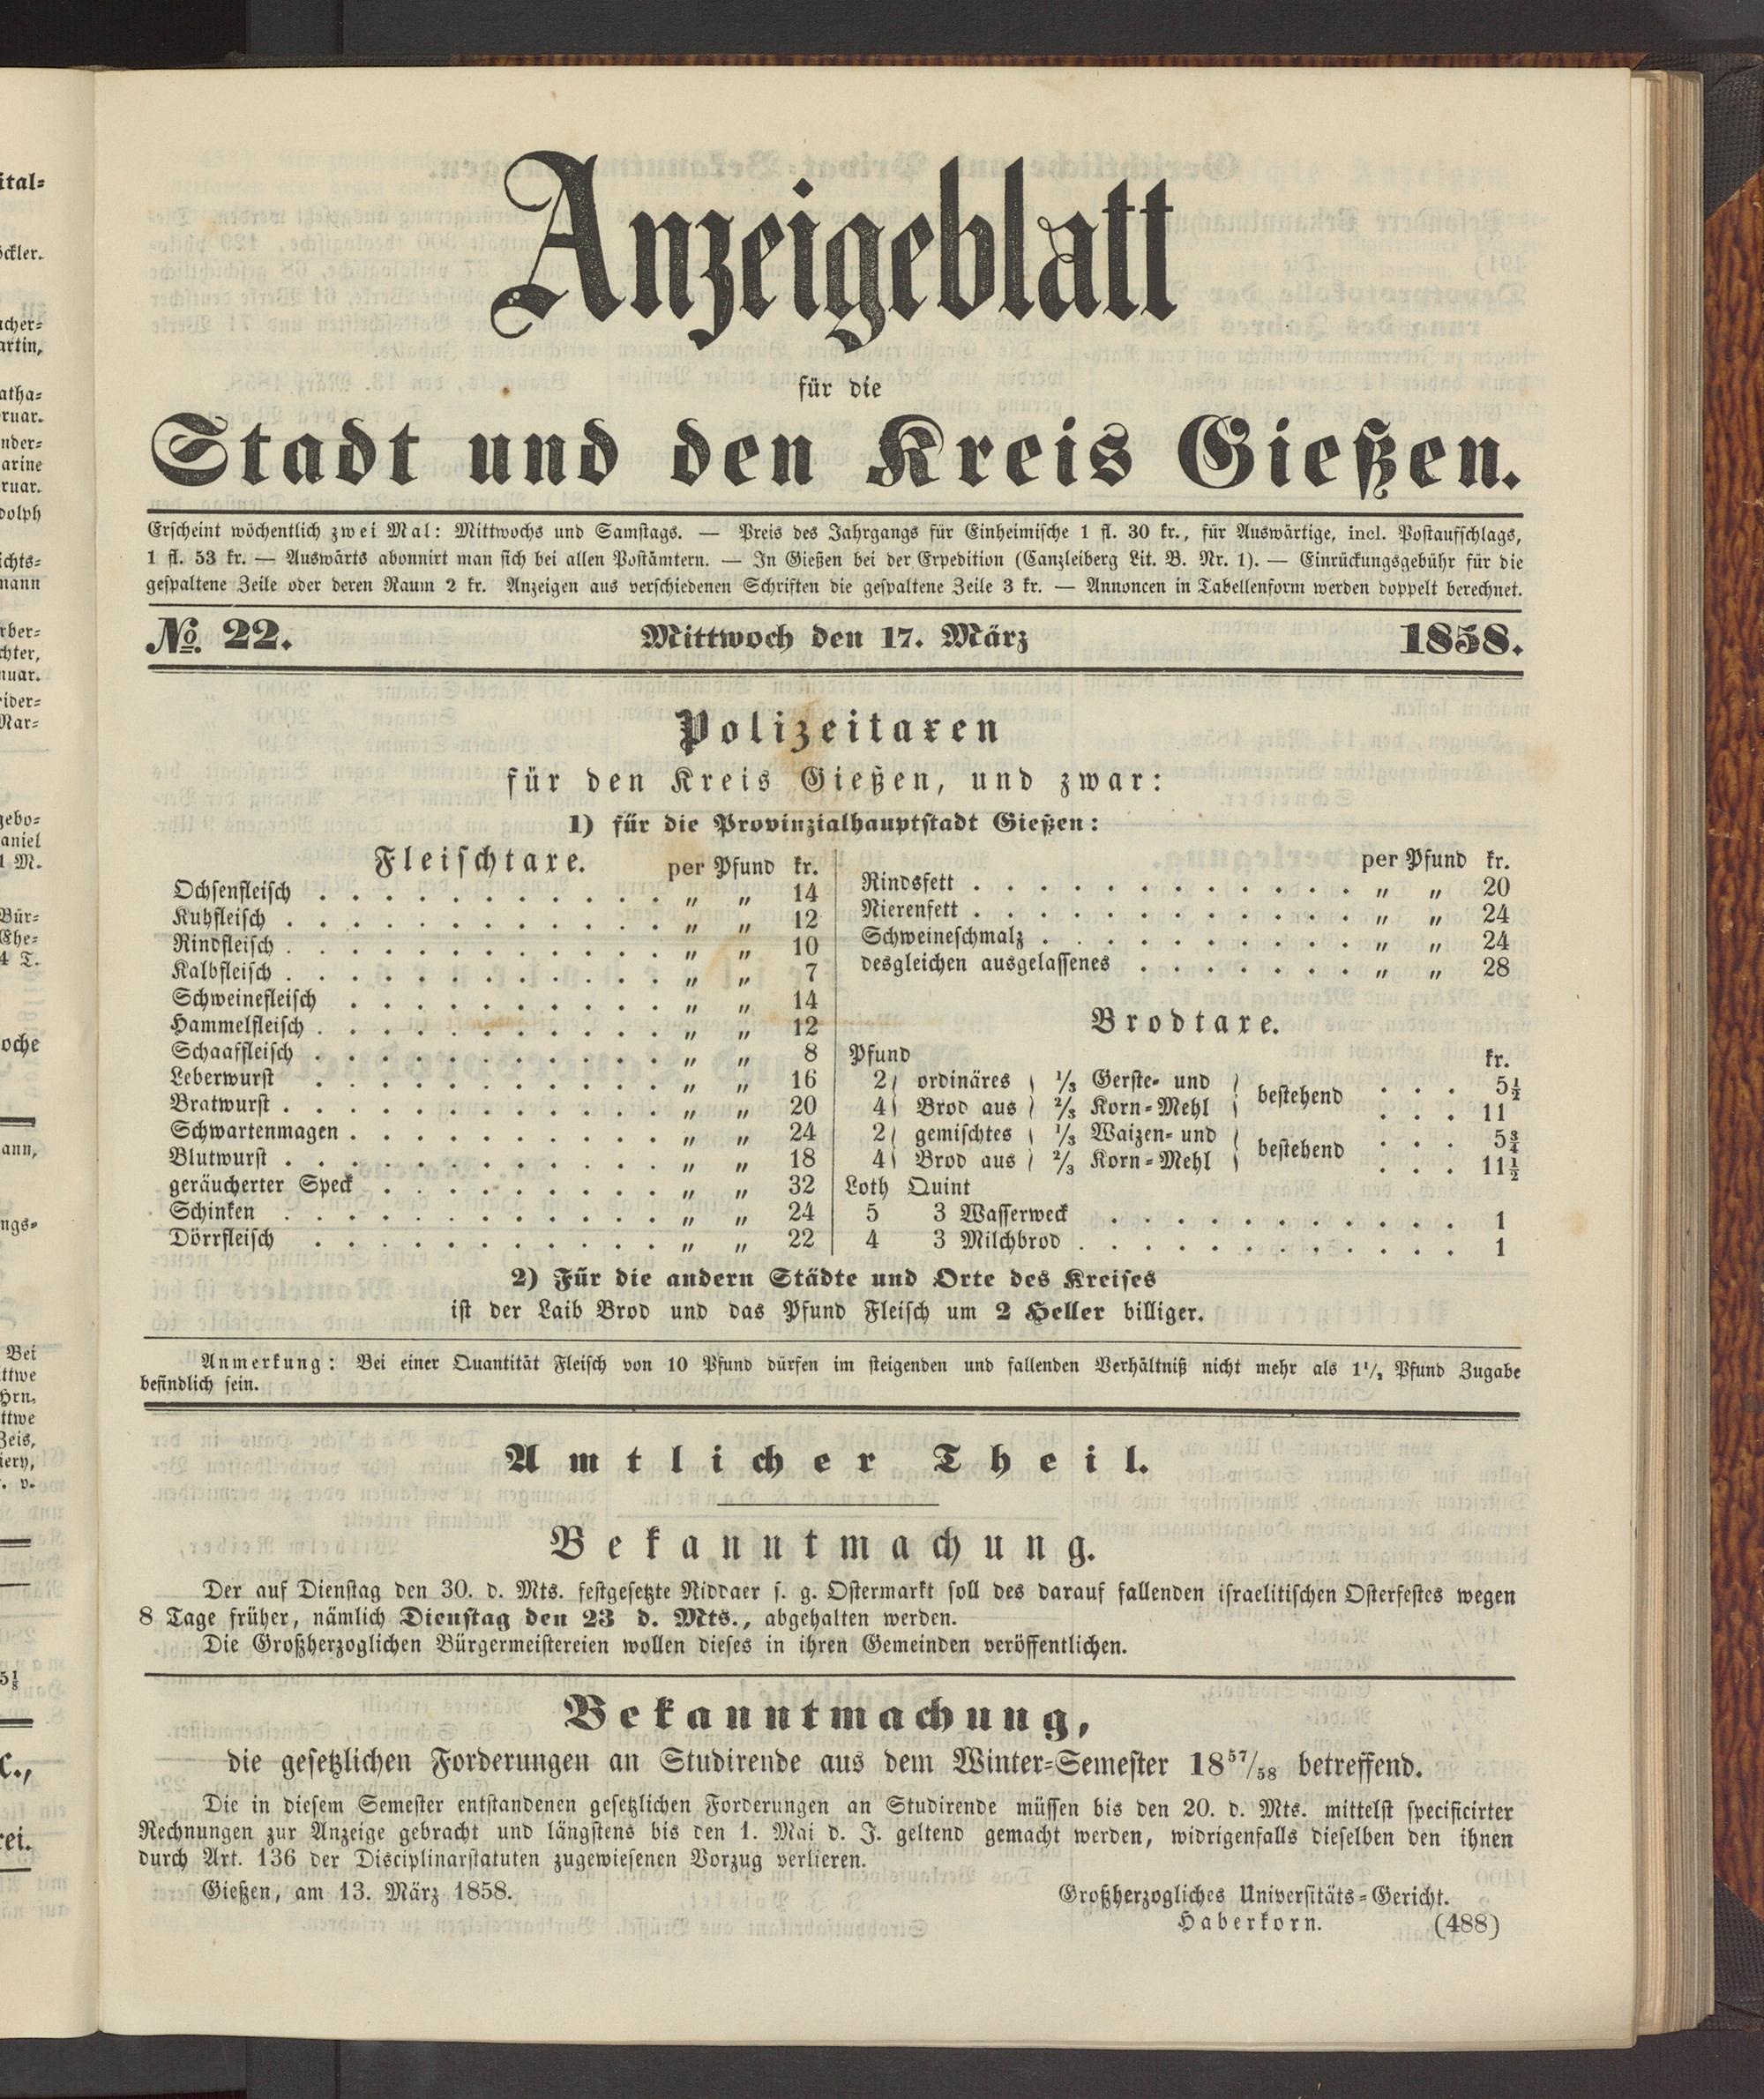 Anzeigeblatt
für die
Stadt und den Kreis Gießen.
Erscheint wöchentlich zwei Mal: Mittwochs und Samstags. — Preis des Jahrgangs für Einheimische 1 fl. 30 kr., für Auswärtige, incl. Postaufschlags,
1 fl. 53 kr. — Auswärts abonnirt man sich bei allen Postämtern. — In Gießen bei der Expedition (Canzleiberg Lit. B. Nr. 1). — Einrückungsgebühr für die
gespaltene Zeile oder deren Raum 2 kr. Anzeigen aus verschiedenen Schriften die gespaltene Zeile 3 kr. — Annoncen in Tabellenform werden doppelt berechnet.
No. 22. Mittwoch den 17. März 1858.
Polizeitaxen
für den Kreis Gießen, und zwar:
1) für die Provinzialhauptstadt Gießen:
Fleischtaxe. per Pfund kr.
Ochsenfleisch . . . . . . . . . . . „ „ 14
Kuhfleisch . . . . . . . . . . . . „ „ 12
Rindfleisch . . . . . . . . . . . . „ „ 10
Kalbfleisch . . . . . . . . . . . . „ „ 7
Schweinefleisch . . . . . . . . . . „ „ 14
Hammelfleisch . . . . . . . . . . . „ „ 12
Schaaffleisch . . . . . . . . . . . „ „ 8
Leberwurst . . . . . . . . . . . „ „ 16
Bratwurst . . . . . . . . . . . . „ „ 20
Schwartenmagen . . . . . . . . . . „ „ 24
Blutwurst . . . . . . . . . . . . „ „ 18
geräucherter Speck . . . . . . . . . „ „ 32
Schinken . . . . . . . . . . . . „ „ 24
Dörrfleisch . . . . . . . . . . . „ „ 22
per Pfund kr.
Rindsfett . . . . . . . . . . . . „ „ 20
Nierenfett . . . . . . . . . . . . „ „ 24
Schweineschmalz . . . . . . . . . . „ „ 24
desgleichen ausgelassenes . . . . . . . „ „ 28
Brodtaxe.
Pfund kr.
2 ordinäres 1/3 Gerste- und bestehend . . . 5½
4 Brod aus 2/3 Korn-Mehl . . . 11
2 gemischtes 1/3 Waizen- und bestehend . . . 5¾
4 Brod aus 2/3 Korn-Mehl . . . 11½
Loth Quint
5 3 Wasserweck . . . . . . . . . . . 1
4 3 Milchbrod . . . . . . . . . . . . 1
2) Für die andern Städte und Orte des Kreises
ist der Laib Brod und das Pfund Fleisch um 2 Heller billiger.
Anmerkung: Bei einer Quantität Fleisch von 10 Pfund dürfen im steigenden und fallenden Verhältniß nicht mehr als 1½ Pfund Zugabe
befindlich sein.
Amtlicher Theil.
Bekanntmachung.
Der auf Dienstag den 30. d. Mts. festgesetzte Niddaer s. g. Ostermarkt soll des darauf fallenden israelitischen Osterfestes wegen
8 Tage früher, nämlich Dienstag den 23 d. Mts., abgehalten werden.
Die Großherzoglichen Bürgermeistereien wollen dieses in ihren Gemeinden veröffentlichen.
Bekanntmachung,
die gesetzlichen Forderungen an Studirende aus dem Winter-Semester 18⁵⁷/₅₈ betreffend.
Die in diesem Semester entstandenen gesetzlichen Forderungen an Studirende müssen bis den 20. d. Mts. mittelst specificirter
Rechnungen zur Anzeige gebracht und längstens bis den 1. Mai d. J. geltend gemacht werden, widrigenfalls dieselben den ihnen
durch Art. 136 der Disciplinarstatuten zugewiesenen Vorzug verlieren.
Gießen, am 13. März 1858. Großherzogliches Universitäts-Gericht.
Haberkorn. (488)